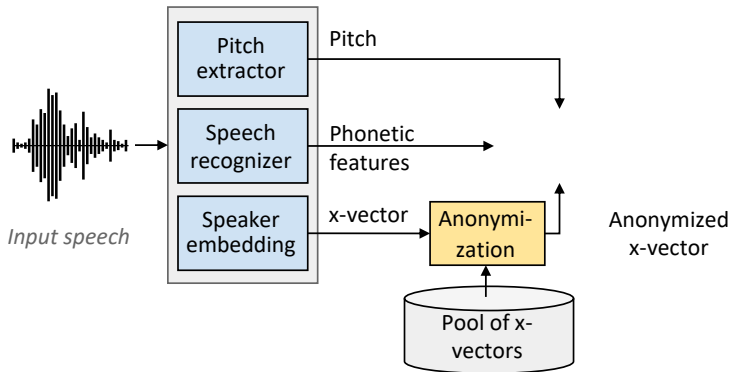 Pitch
extractor
Pitch
Speech
recognizer
Phonetic
features
Input speech
Speaker
embedding
x-vector
Anonymi-
zation
Anonymized
x-vector
Pool of x-
vectors